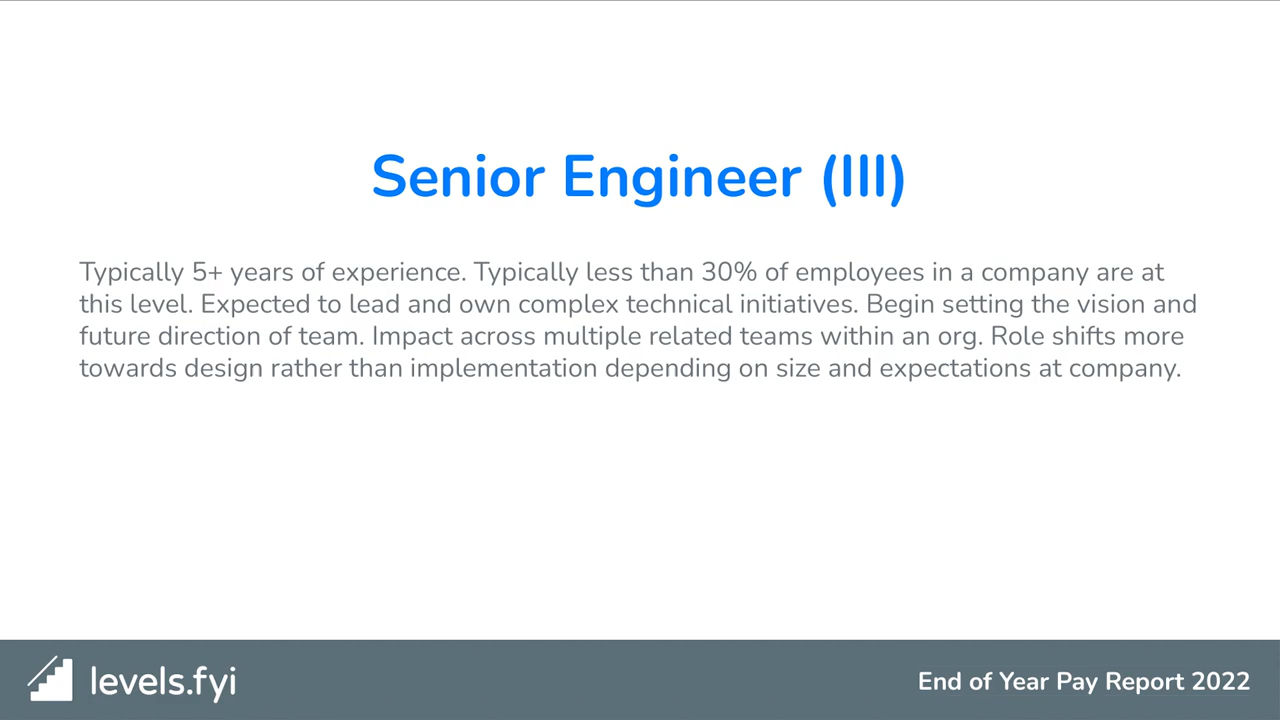 Senior Engineer (III)
Typically 5+ years of experience. Typically less than 30% of employees in a company are at
this level. Expected to lead and own complex technical initiatives. Begin setting the vision and
future direction of team. Impact across multiple related teams within an org. Role shifts more
towards design rather than implementation depending on size and expectations at company.
levels.fyi
End of Year Pay Report 2022